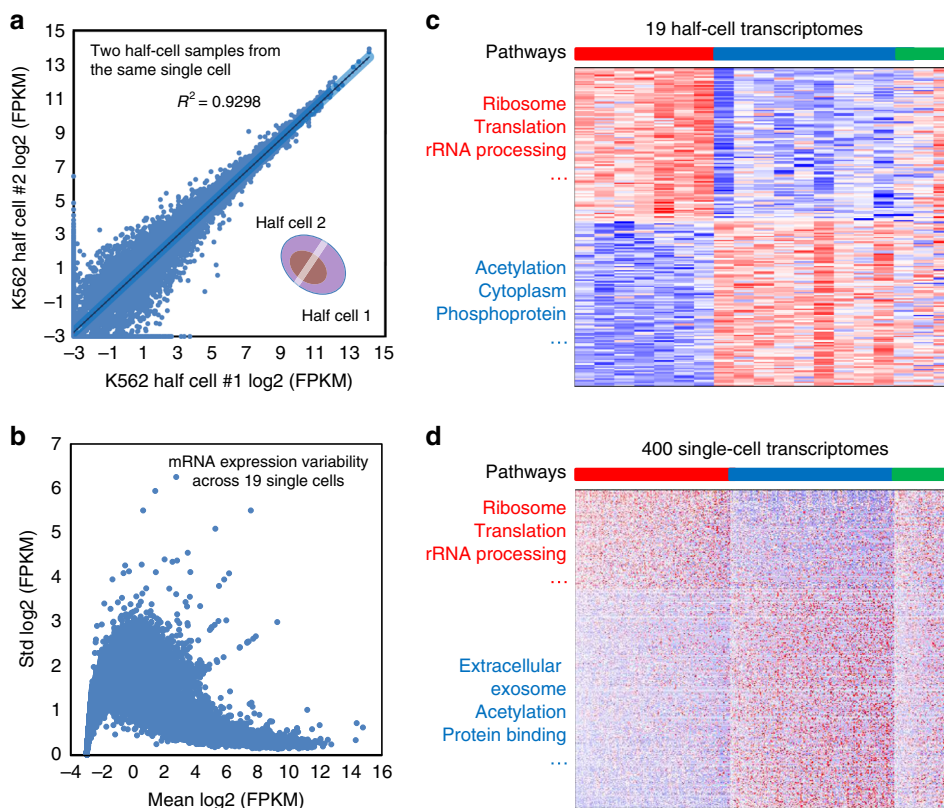 a
15
13
11
9
7
5
3
1
−1
−3
K562 half cell #2 log2 (FPKM)
Two half-cell samples from
the same single cell
R² = 0.9298
Half cell 2
Half cell 1
−3 −1 1 3 5 7 9 11 13 15
K562 half cell #1 log2 (FPKM)
b
7
6
5
4
3
2
1
0
Std log2 (FPKM)
mRNA expression variability
across 19 single cells
−4 −2 0 2 4 6 8 10 12 14 16
Mean log2 (FPKM)
c
19 half-cell transcriptomes
Pathways
Ribosome
Translation
rRNA processing
...
Acetylation
Cytoplasm
Phosphoprotein
...
d
400 single-cell transcriptomes
Pathways
Ribosome
Translation
rRNA processing
...
Extracellular
exosome
Acetylation
Protein binding
...